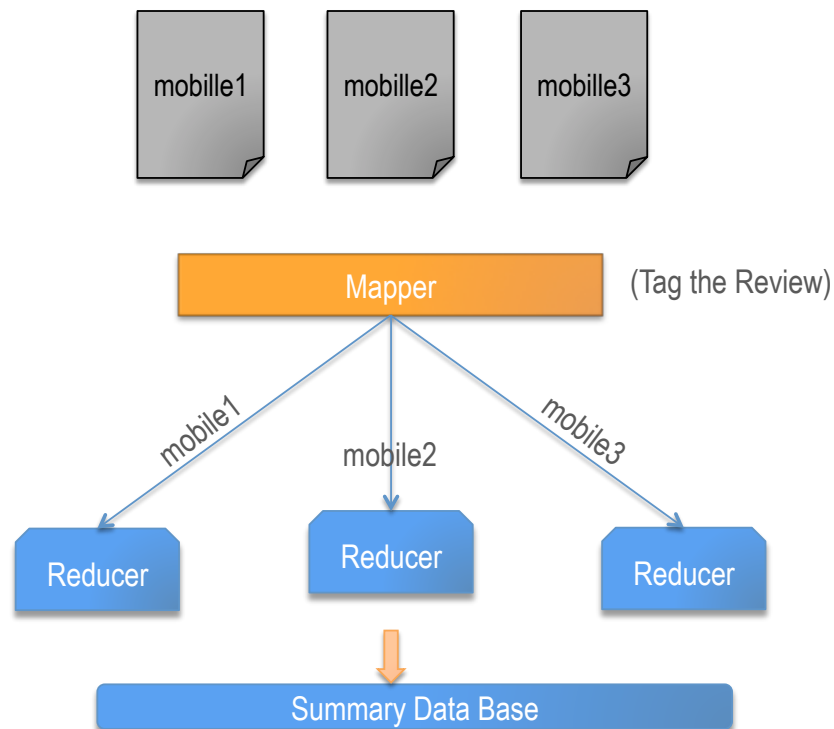 mobille1
mobille2
mobille3
Mapper
(Tag the Review)
mobile1
mobile2
mobile3
Reducer
Reducer
Reducer
Summary Data Base